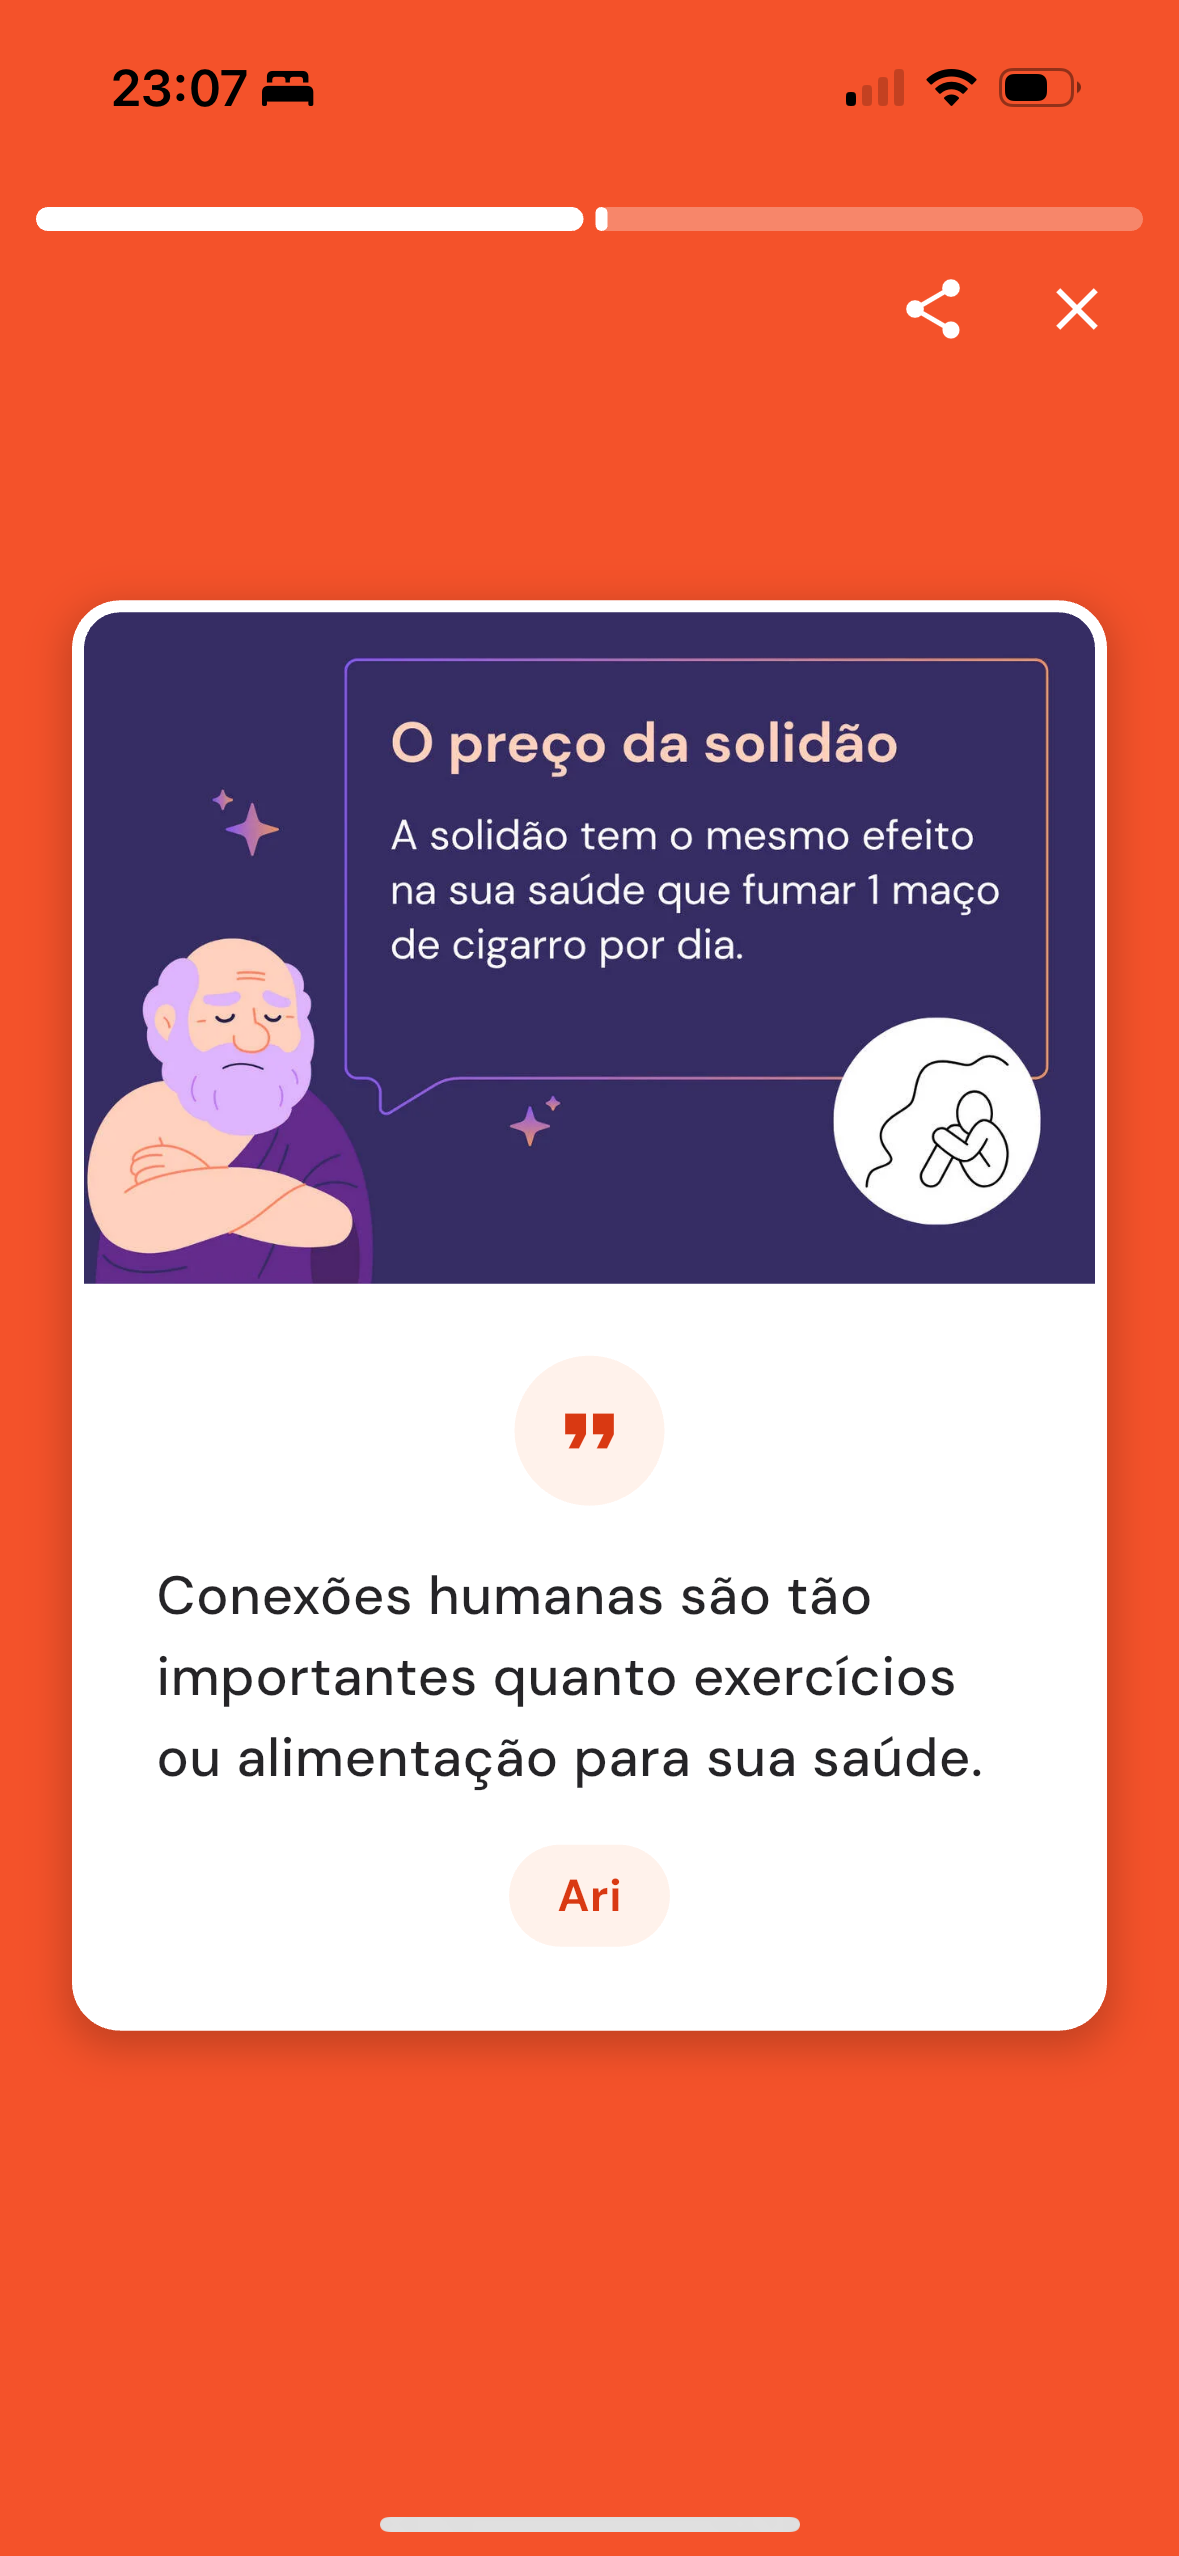 23:07
O preço da solidão
A solidão tem o mesmo efeito
na sua saúde que fumar 1 maço
de cigarro por dia.
Conexões humanas são tão
importantes quanto exercícios
ou alimentação para sua saúde.
Ari